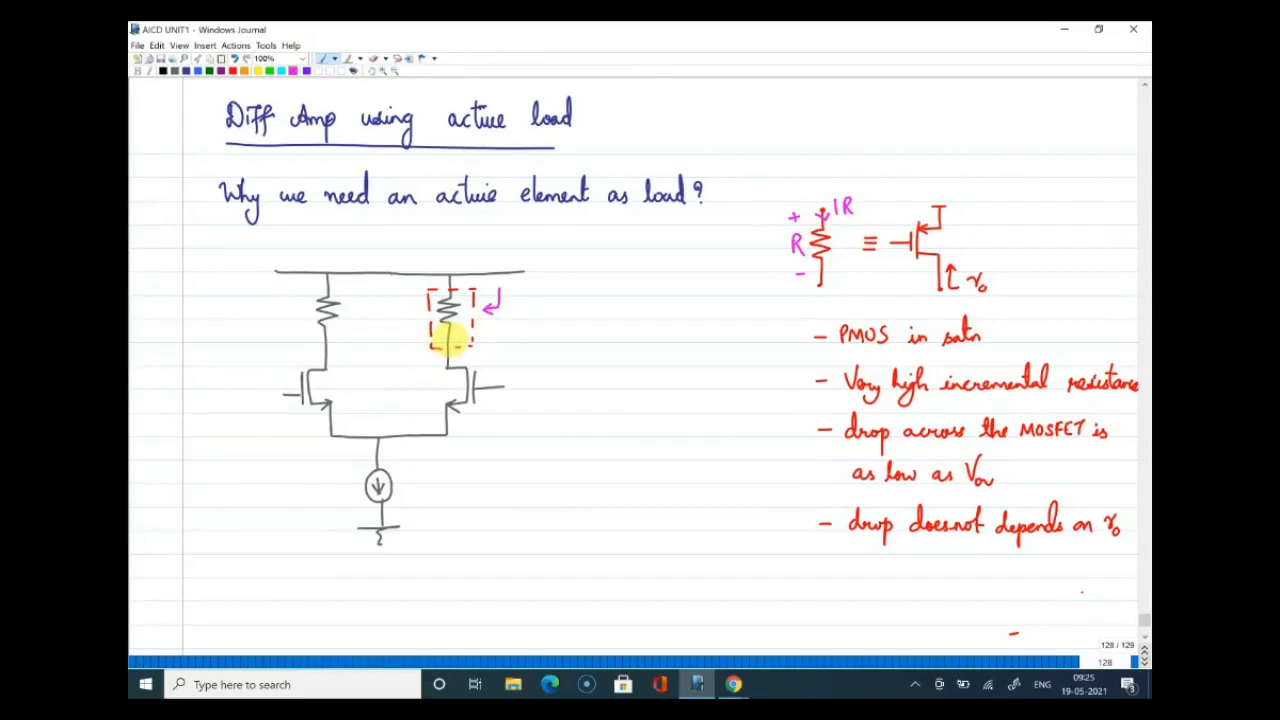 AICD UNIT1 - Windows Journal
File Edit View Insert Actions Tools Help
100%
B I
Diff Amp using active load
Why we need an active element as load?
+ IR
R ≡
-
r₀
- PMOS in satn
- Very high incremental resistance
- drop across the MOSFET is
as low as Vov
- drop doesnot depends on r₀
-
128 / 129
128
Type here to search
ENG
09:25
19-05-2021
3